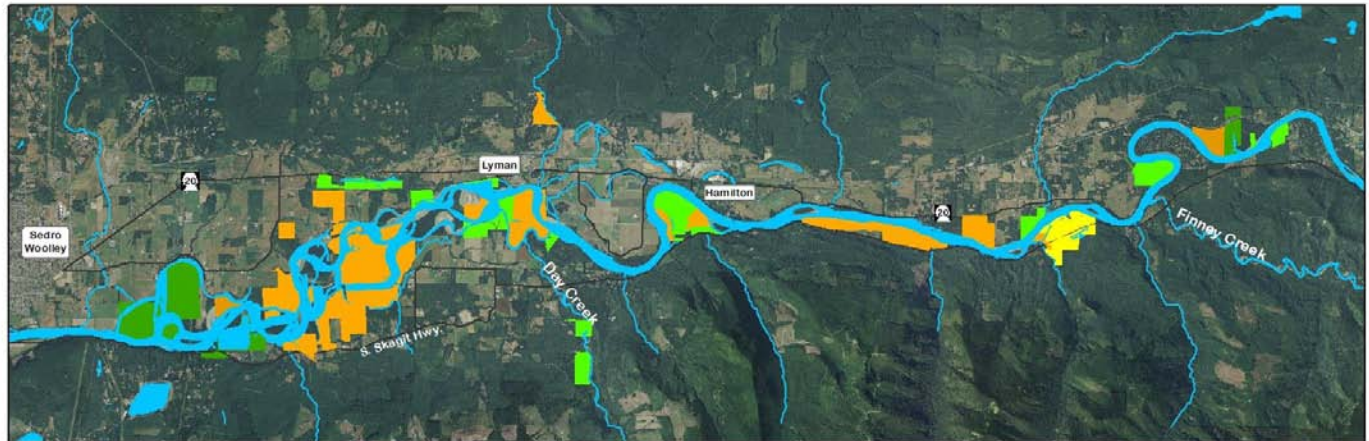 20
Lyman
Hamilton
20
Sedro
Woolley
Finney Creek
Day Creek
S. Skagit Hwy.